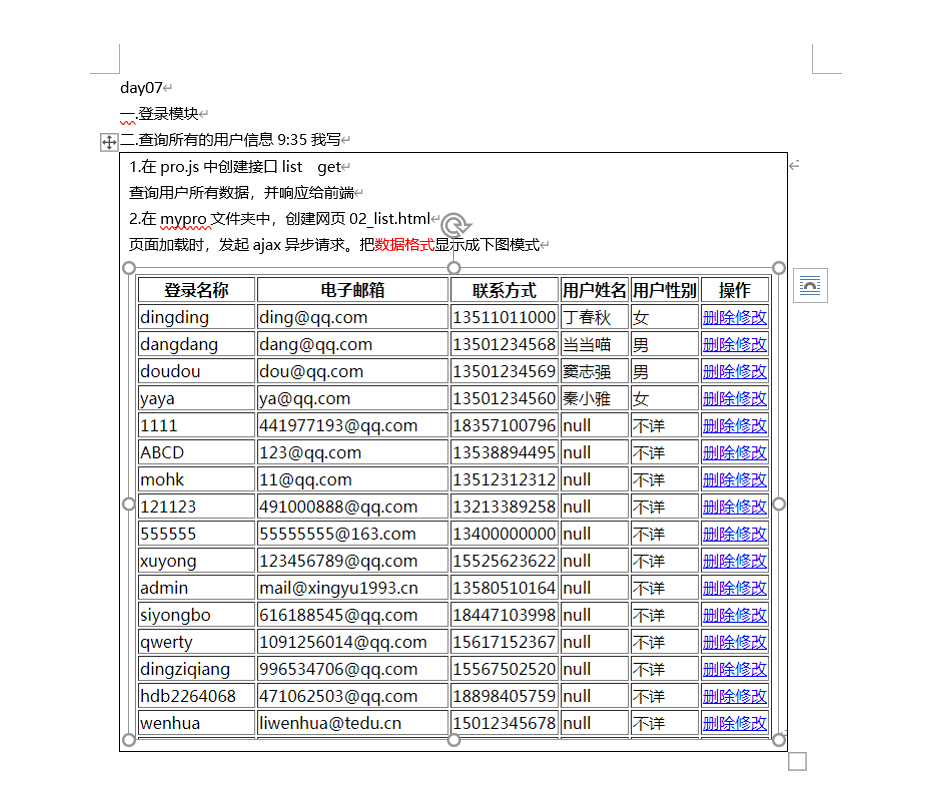 day07
一.登录模块
二.查询所有的用户信息 9:35 我写
1.在 pro.js 中创建接口 list get
查询用户所有数据，并响应给前端
2.在 mypro 文件夹中，创建网页 02_list.html
页面加载时，发起 ajax 异步请求。把数据格式显示成下图模式
登录名称 电子邮箱 联系方式 用户姓名 用户性别 操作
dingding ding@qq.com 13511011000 丁春秋 女 删除修改
dangdang dang@qq.com 13501234568 当当喵 男 删除修改
doudou dou@qq.com 13501234569 窦志强 男 删除修改
yaya ya@qq.com 13501234560 秦小雅 女 删除修改
1111 441977193@qq.com 18357100796 null 不详 删除修改
ABCD 123@qq.com 13538894495 null 不详 删除修改
mohk 11@qq.com 13512312312 null 不详 删除修改
121123 491000888@qq.com 13213389258 null 不详 删除修改
555555 55555555@163.com 13400000000 null 不详 删除修改
xuyong 123456789@qq.com 15525623622 null 不详 删除修改
admin mail@xingyu1993.cn 13580510164 null 不详 删除修改
siyongbo 616188545@qq.com 18447103998 null 不详 删除修改
qwerty 1091256014@qq.com 15617152367 null 不详 删除修改
dingziqiang 996534706@qq.com 15567502520 null 不详 删除修改
hdb2264068 471062503@qq.com 18898405759 null 不详 删除修改
wenhua liwenhua@tedu.cn 15012345678 null 不详 删除修改